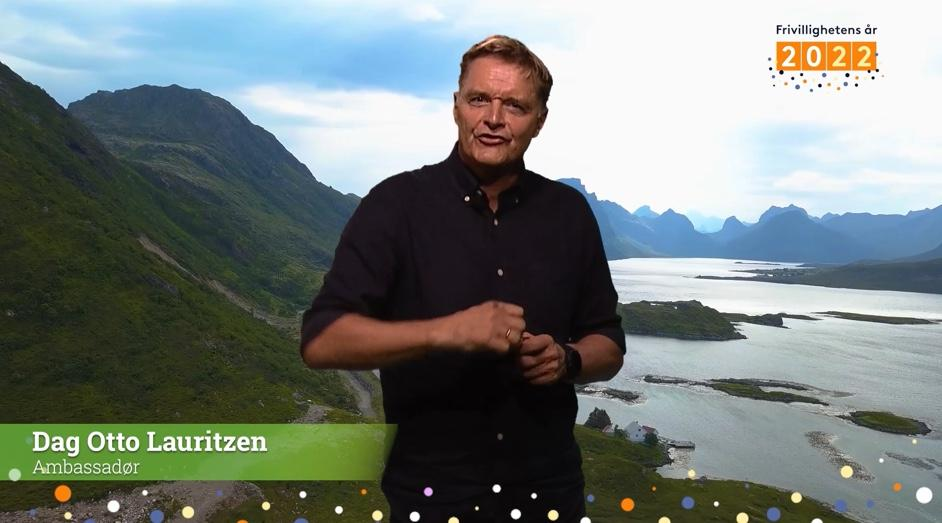 Frivillighetens år
2022
Dag Otto Lauritzen
Ambassadør